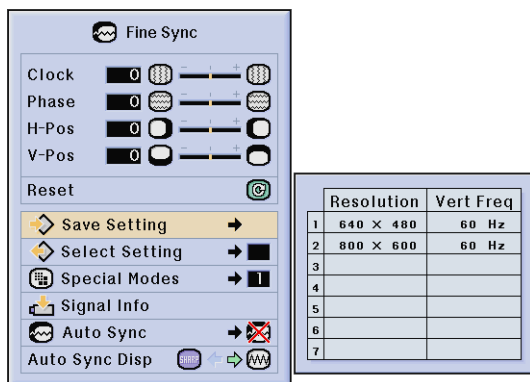 Fine Sync
Clock 0 - +
Phase 0 - +
H-Pos 0 - +
V-Pos 0 - +
Reset
Save Setting
Select Setting
Special Modes 1
Signal Info
Auto Sync
Auto Sync Disp SHARP
Resolution Vert Freq
1 640 × 480 60 Hz
2 800 × 600 60 Hz
3
4
5
6
7